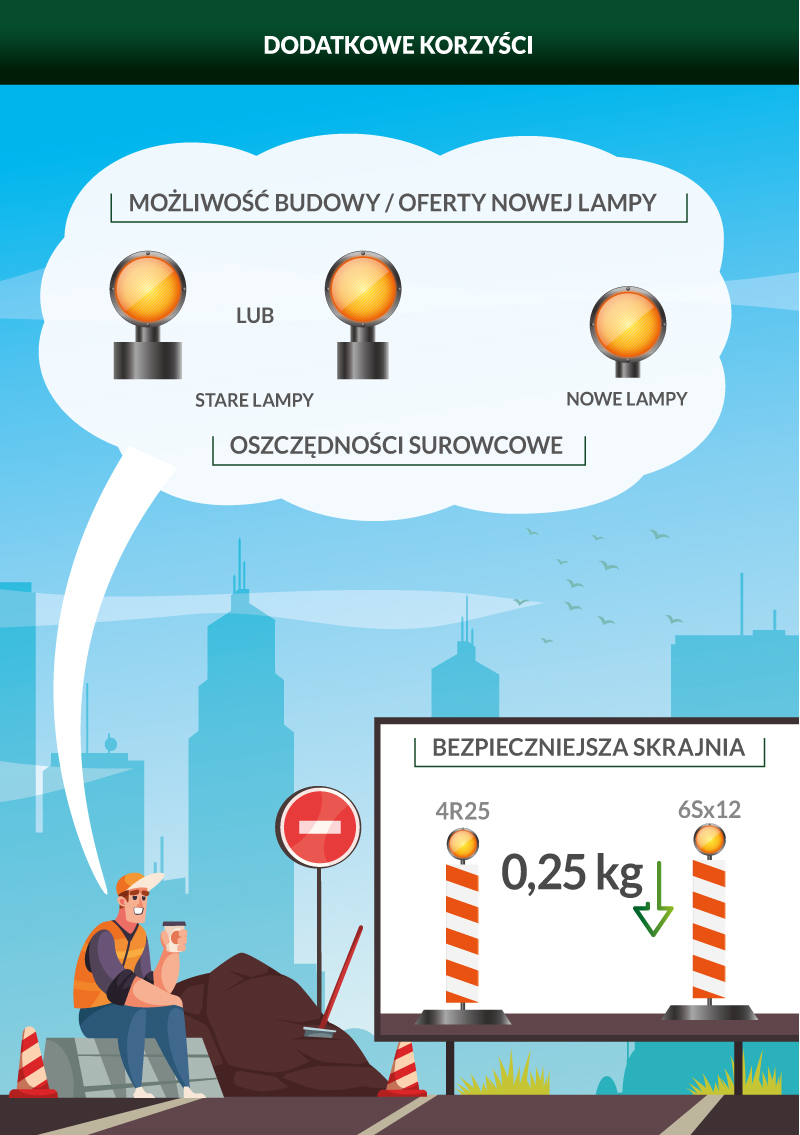 DODATKOWE KORZYŚCI
MOŻLIWOŚĆ BUDOWY / OFERTY NOWEJ LAMPY
LUB
STARE LAMPY
NOWE LAMPY
OSZCZĘDNOŚCI SUROWCOWE
BEZPIECZNIEJSZA SKRAJNIA
4R25
6Sx12
0,25 kg